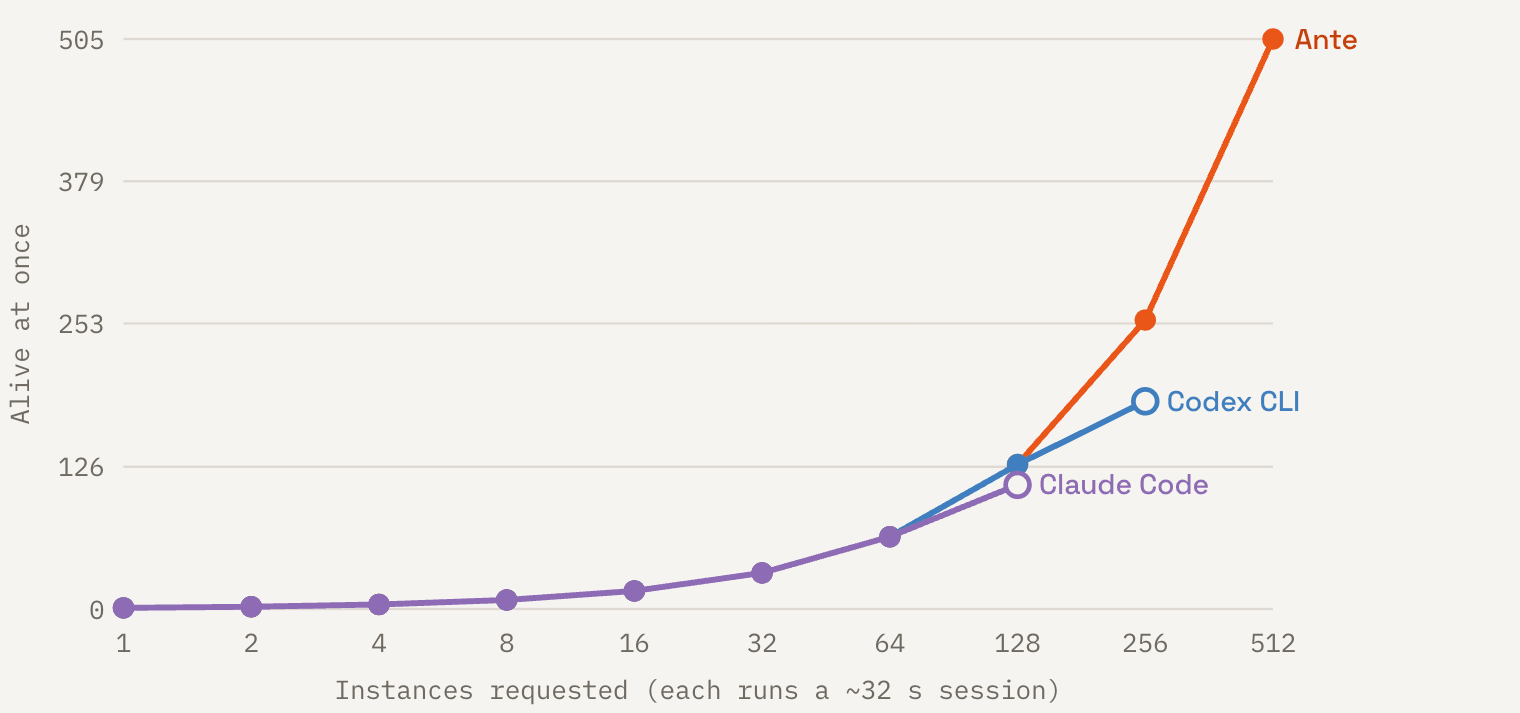 505
Ante
379
Alive at once
253
Codex CLI
126
Claude Code
0
1 2 4 8 16 32 64 128 256 512
Instances requested (each runs a ~32 s session)